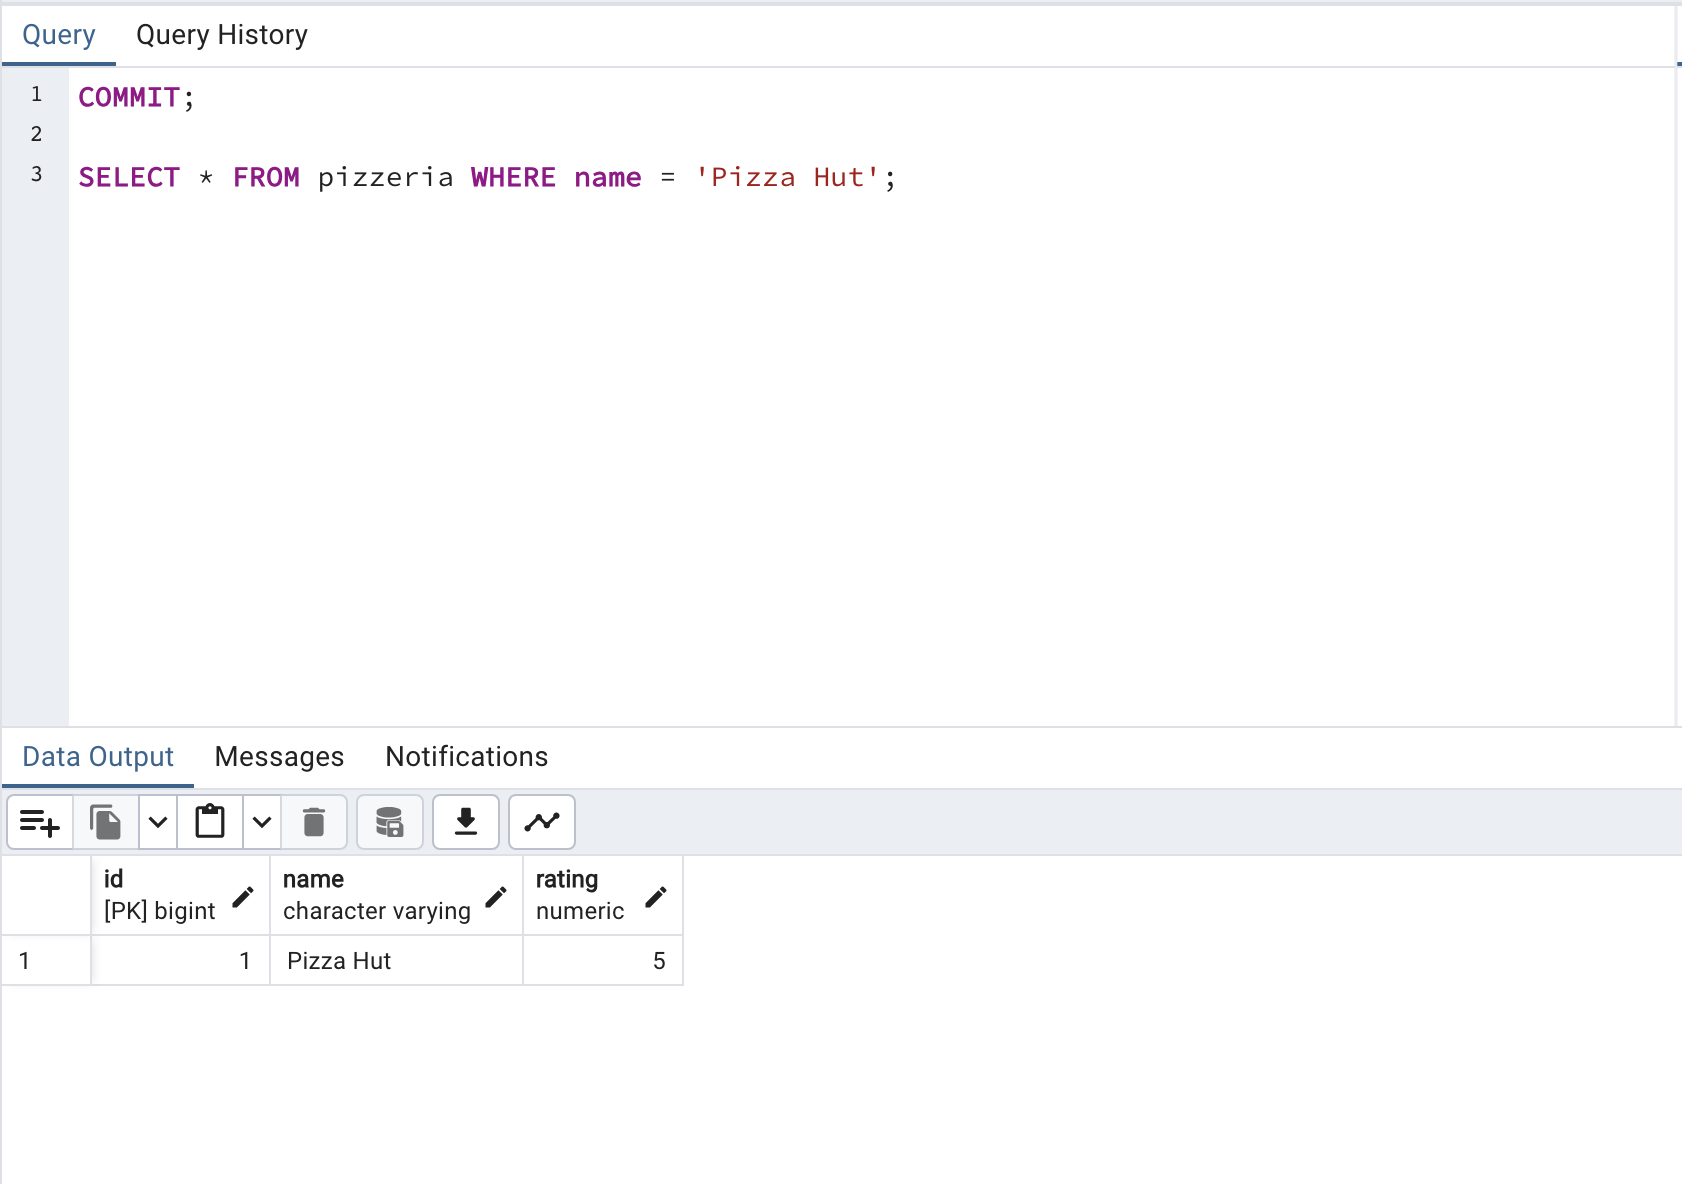 Query Query History
1 COMMIT;
2
3 SELECT * FROM pizzeria WHERE name = 'Pizza Hut';
Data Output Messages Notifications
id name rating
[PK] bigint character varying numeric
1 1 Pizza Hut 5